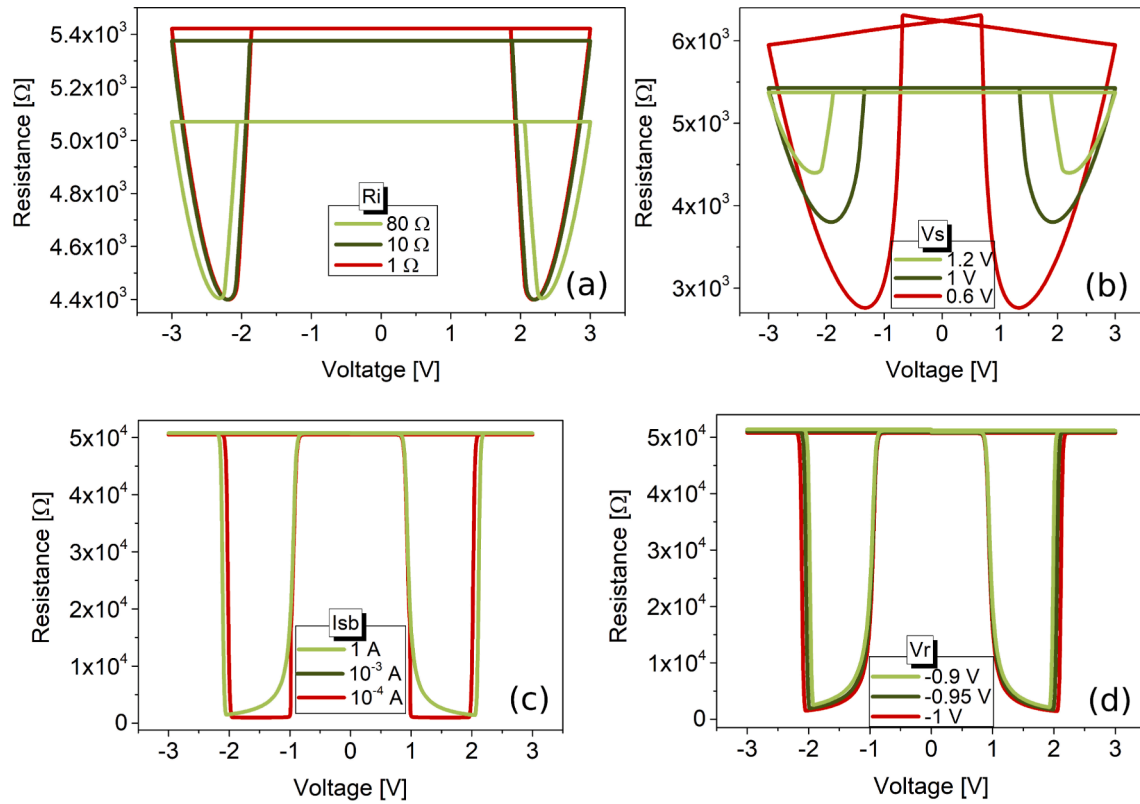 5.4x10³
5.2x10³
5.0x10³
4.8x10³
4.6x10³
4.4x10³
Resistance [Ω]
Ri
80 Ω
10 Ω
1 Ω
(a)
-3 -2 -1 0 1 2 3
Voltatge [V]
6x10³
5x10³
4x10³
3x10³
Resistance [Ω]
Vs
1.2 V
1 V
0.6 V
(b)
-3 -2 -1 0 1 2 3
Voltage [V]
5x10⁴
4x10⁴
3x10⁴
2x10⁴
1x10⁴
0
Resistance [Ω]
Isb
1 A
10⁻³ A
10⁻⁴ A
(c)
-3 -2 -1 0 1 2 3
Voltage [V]
5x10⁴
4x10⁴
3x10⁴
2x10⁴
1x10⁴
0
Resistance [Ω]
Vr
-0.9 V
-0.95 V
-1 V
(d)
-3 -2 -1 0 1 2 3
Voltage [V]